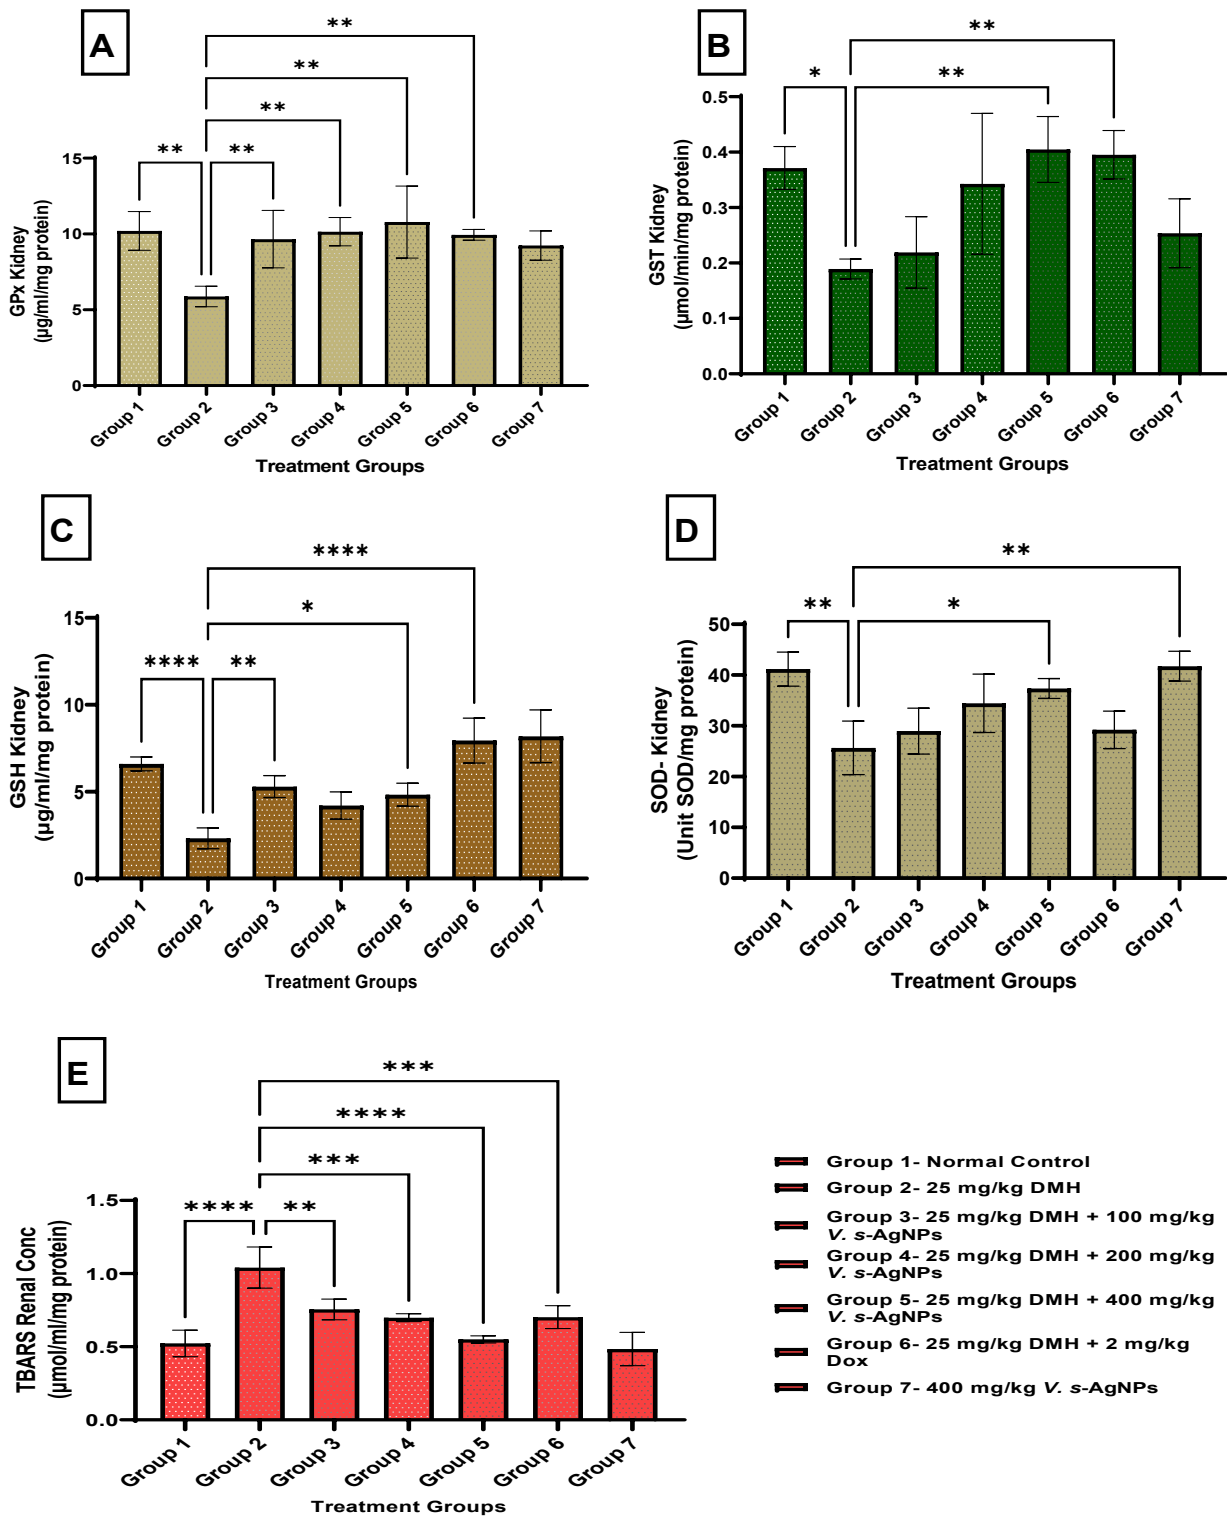 A
**
**
**
**
**
15
10
5
0
GPx Kidney
(µg/ml/mg protein)
Group 1
Group 2
Group 3
Group 4
Group 5
Group 6
Group 7
Treatment Groups
B
**
*
**
0.5
0.4
0.3
0.2
0.1
0.0
GST Kidney
(µmol/min/mg protein)
Group 1
Group 2
Group 3
Group 4
Group 5
Group 6
Group 7
Treatment Groups
C
****
*
****
**
15
10
5
0
GSH Kidney
(µg/ml/mg protein)
Group 1
Group 2
Group 3
Group 4
Group 5
Group 6
Group 7
Treatment Groups
D
**
**
*
50
40
30
20
10
0
SOD- Kidney
(Unit SOD/mg protein)
Group 1
Group 2
Group 3
Group 4
Group 5
Group 6
Group 7
Treatment Groups
E
***
****
***
****
**
1.5
1.0
0.5
0.0
TBARS Renal Conc
(µmol/ml/mg protein)
Group 1
Group 2
Group 3
Group 4
Group 5
Group 6
Group 7
Treatment Groups
Group 1- Normal Control
Group 2- 25 mg/kg DMH
Group 3- 25 mg/kg DMH + 100 mg/kg
V. s-AgNPs
Group 4- 25 mg/kg DMH + 200 mg/kg
V. s-AgNPs
Group 5- 25 mg/kg DMH + 400 mg/kg
V. s-AgNPs
Group 6- 25 mg/kg DMH + 2 mg/kg
Dox
Group 7- 400 mg/kg V. s-AgNPs